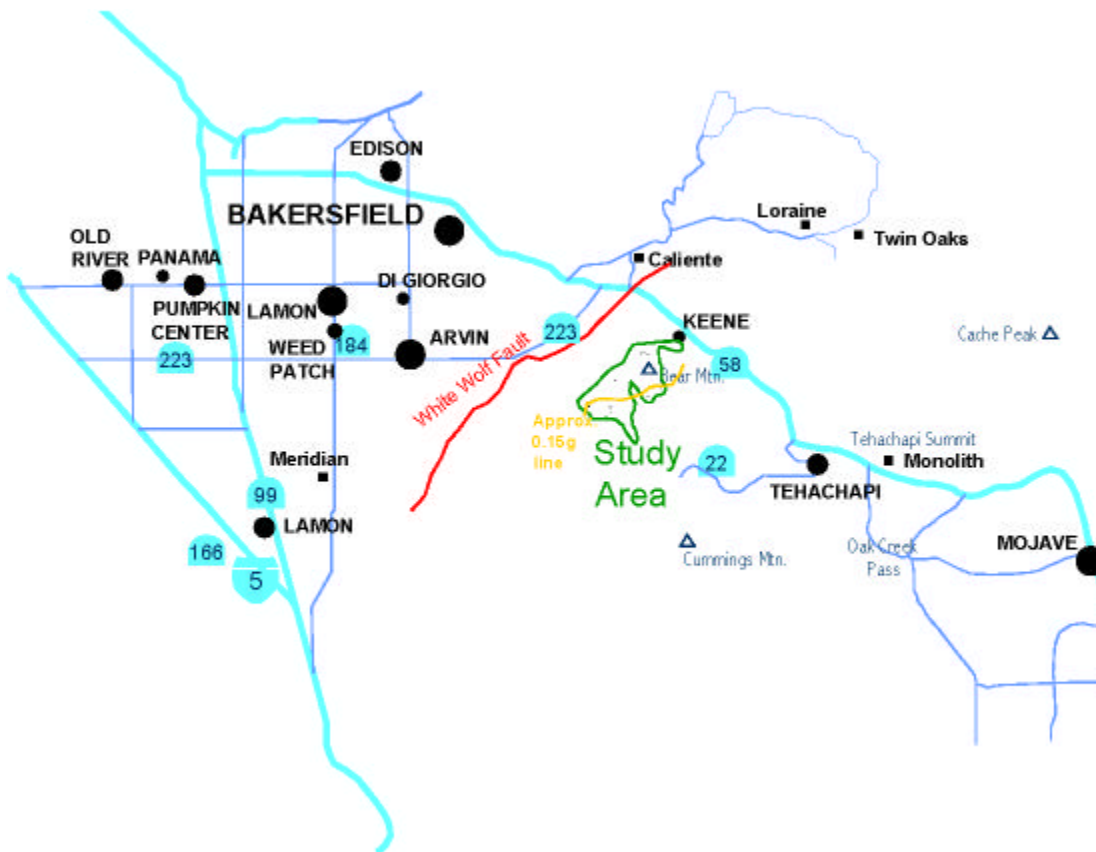 EDISON
BAKERSFIELD
Loraine
Twin Oaks
OLD
RIVER
PANAMA
Caliente
DI GIORGIO
PUMPKIN
CENTER
LAMON
KEENE
223
184
WEED
PATCH
ARVIN
223
Cache Peak
58
Bear Mtn.
White Wolf Fault
Approx.
0.15g
line
Study
Area
22
Tehachapi Summit
Monolith
Meridian
TEHACHAPI
99
LAMON
166
5
Cummings Mtn.
Oak Creek
Pass
MOJAVE